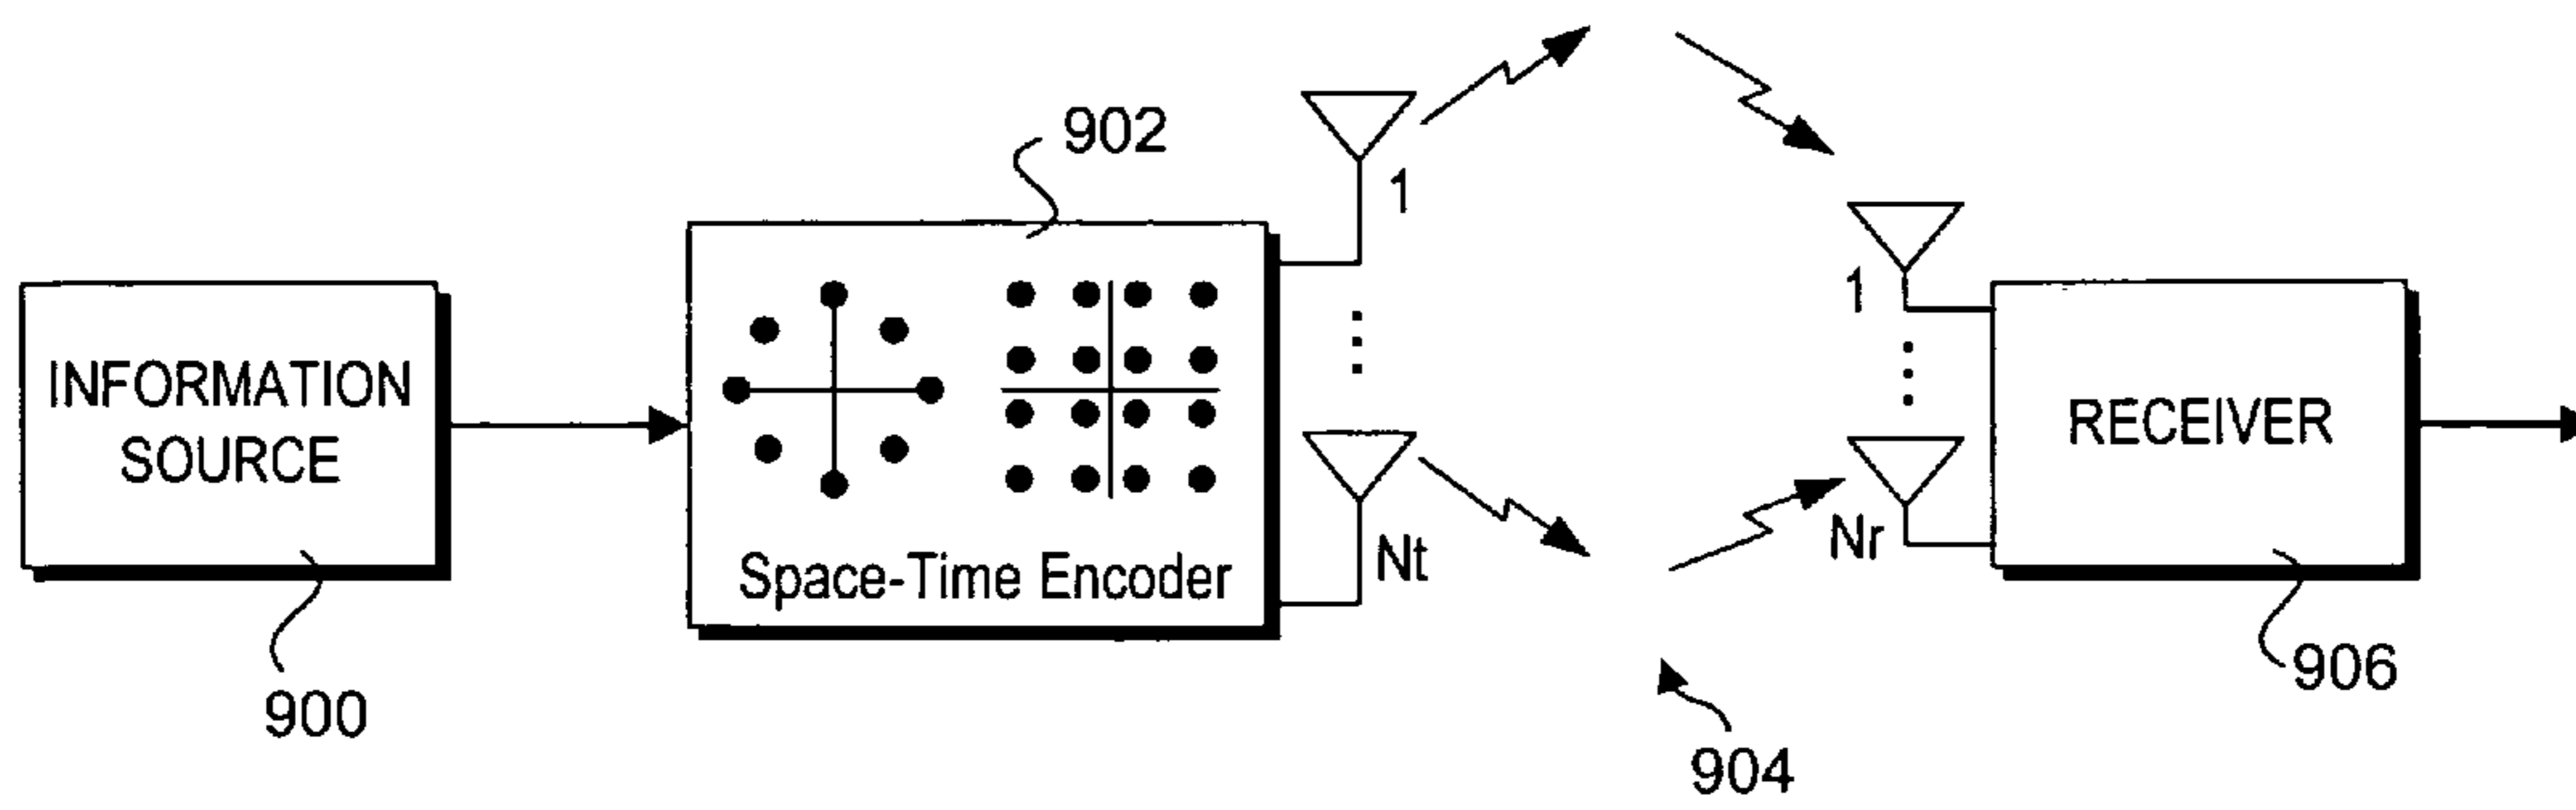 902
1
1
INFORMATION
SOURCE
RECEIVER
Nr
Nt
Space-Time Encoder
906
900
904